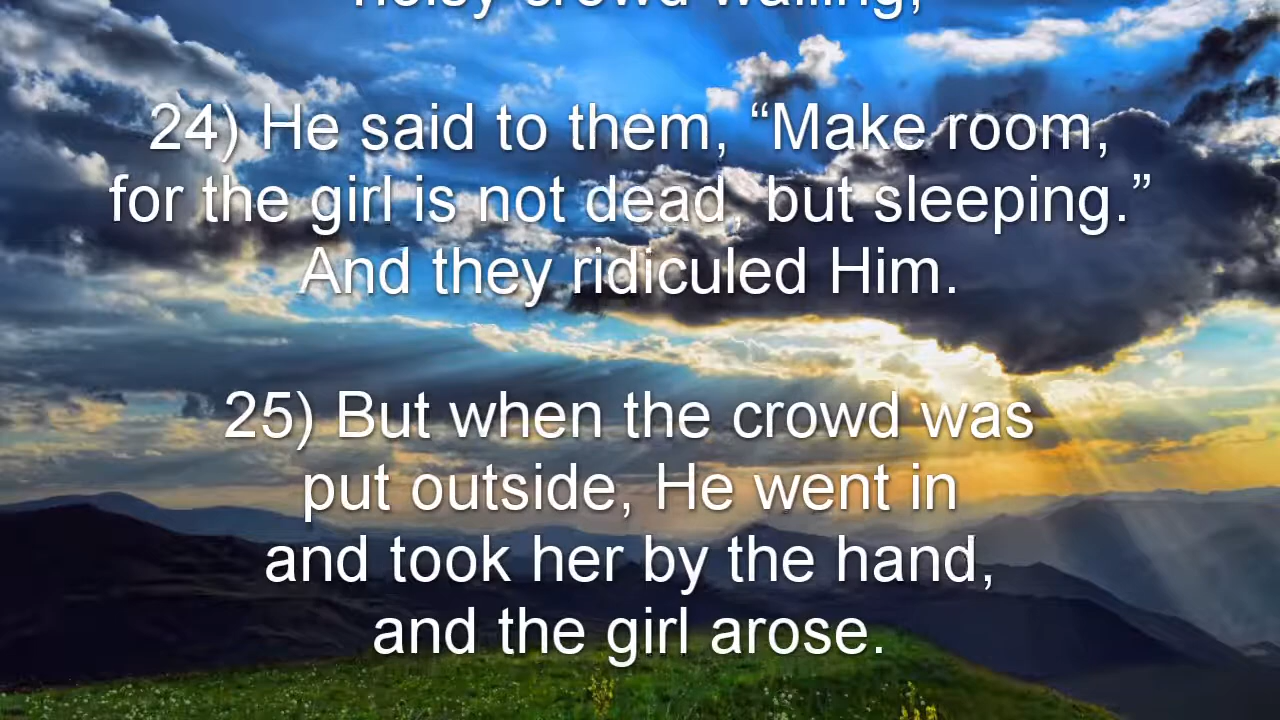 noisy crowd wailing,
24) He said to them, “Make room,
for the girl is not dead, but sleeping.”
And they ridiculed Him.
25) But when the crowd was
put outside, He went in
and took her by the hand,
and the girl arose.